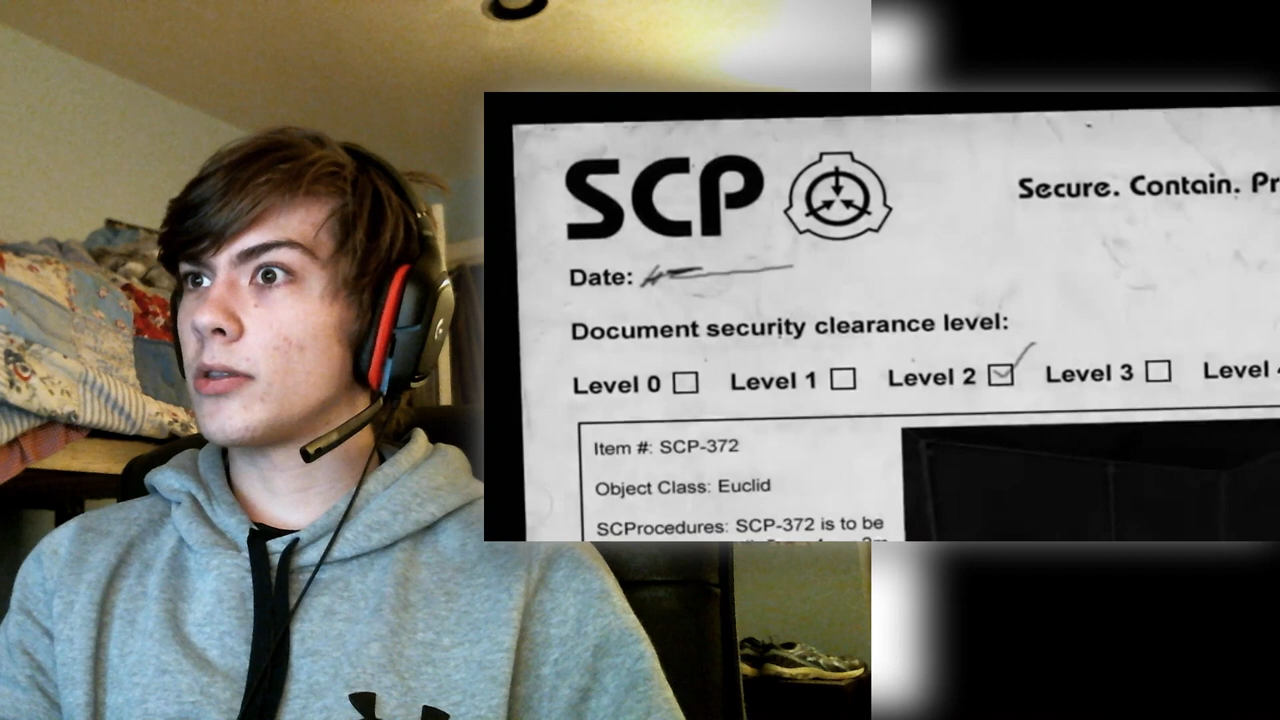 SCP
Secure. Contain. Pr
Date:
Document security clearance level:
Level 0 Level 1 Level 2 Level 3 Level
Item #: SCP-372
Object Class: Euclid
SCProcedures: SCP-372 is to be